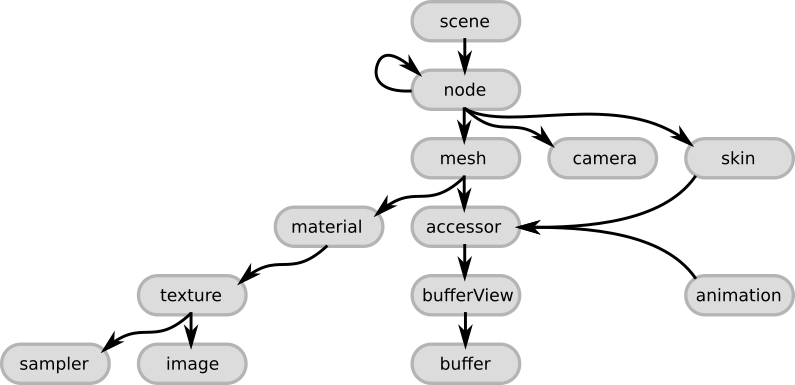 scene
node
mesh
camera
skin
material
accessor
texture
bufferView
animation
sampler
image
buffer